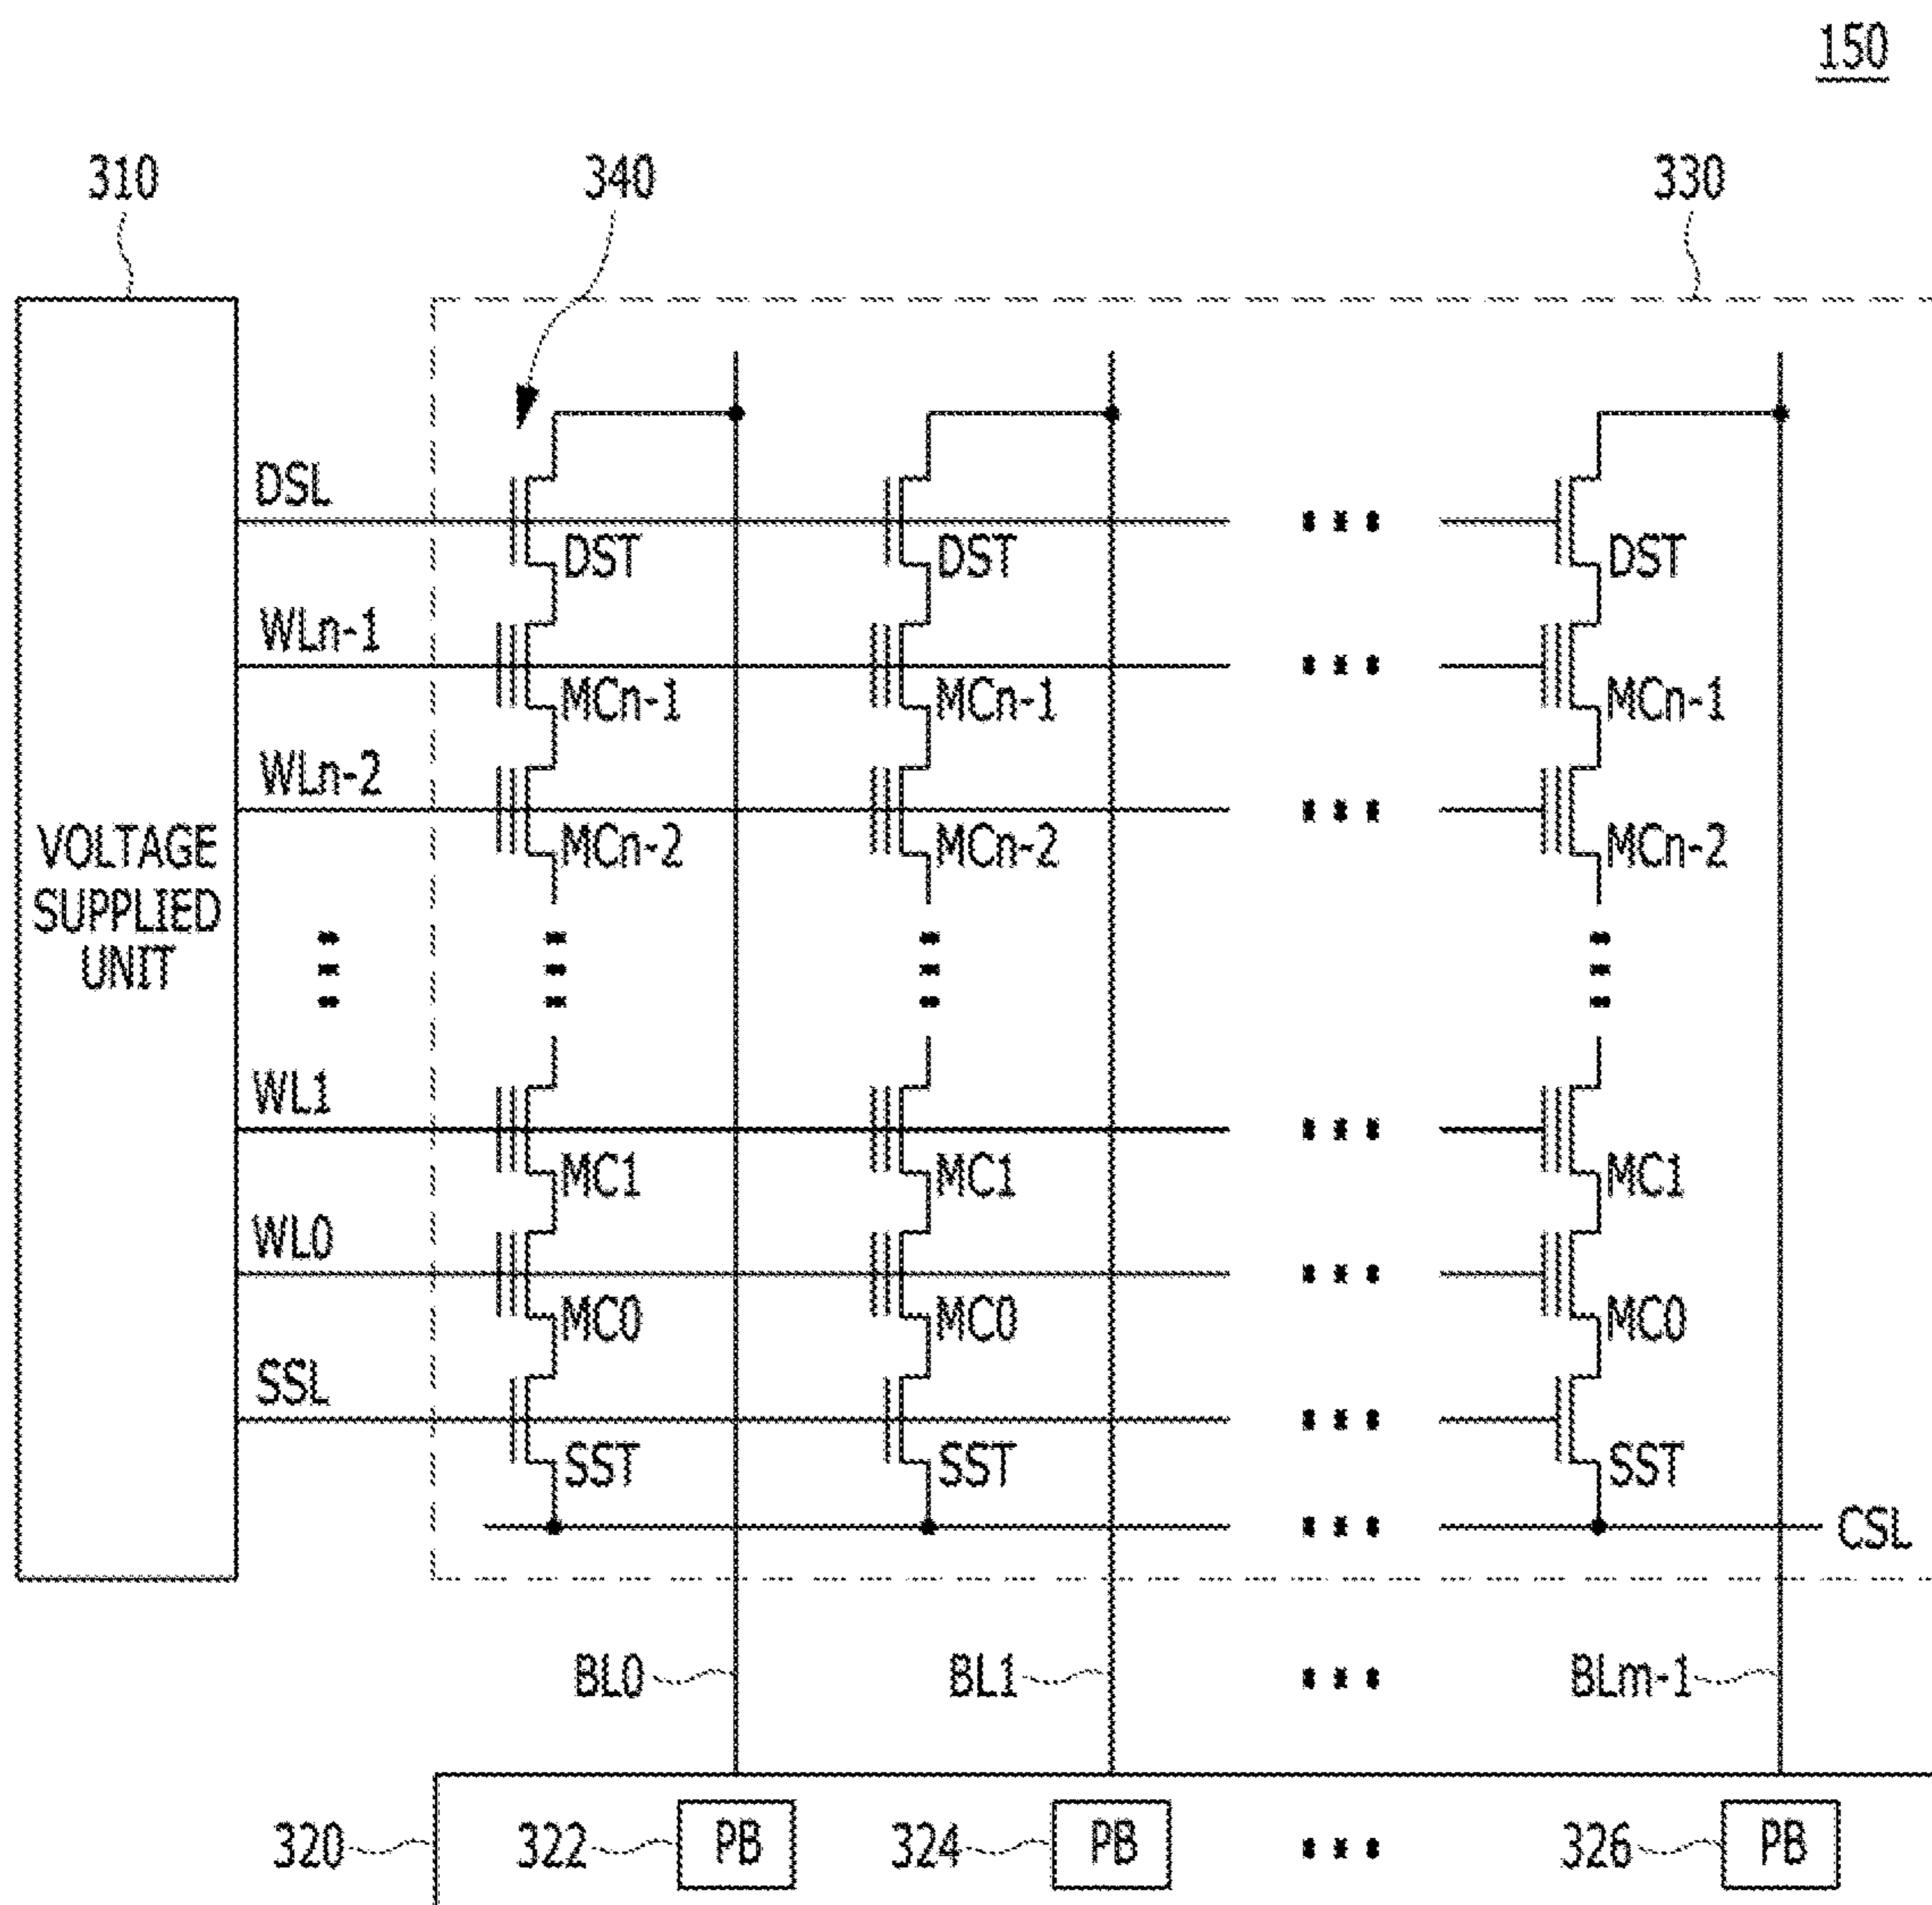 150
310
340
330
DSL
DST
DST
DST
WLn-1
MCn-1
MCn-1
MCn-1
WLn-2
MCn-2
MCn-2
MCn-2
VOLTAGE
SUPPLIED
UNIT
WL1
MC1
MC1
MC1
WL0
MC0
MC0
MC0
SSL
SST
SST
SST
CSL
BL0
BL1
BLm-1
320
322
PB
324
PB
326
PB